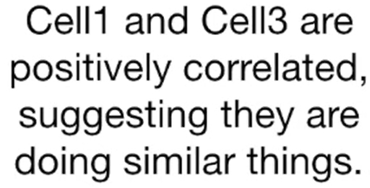 Cell1 and Cell3 are
positively correlated,
suggesting they are
doing similar things.